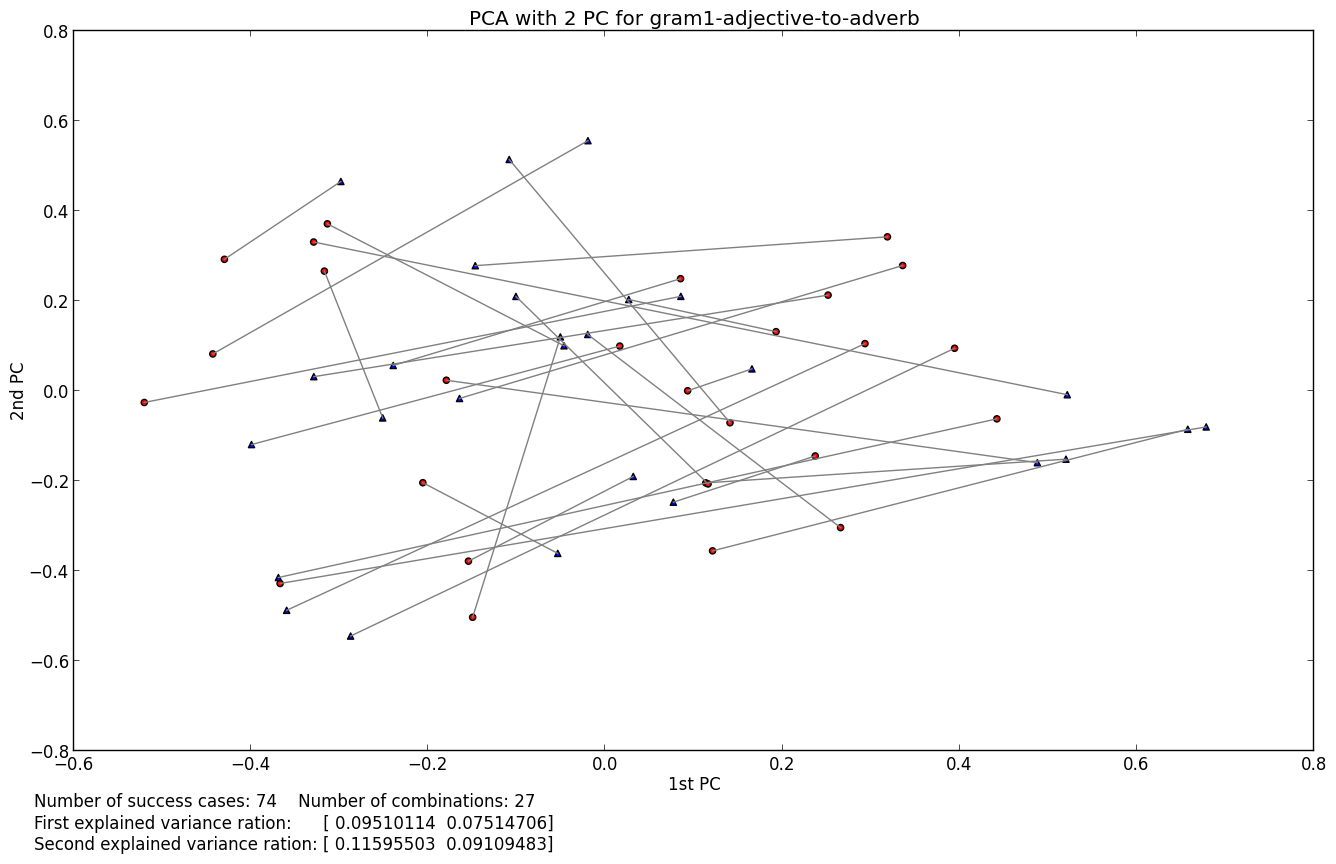 PCA with 2 PC for gram1-adjective-to-adverb
0.8
0.6
0.4
0.2
0.0
−0.2
−0.4
−0.6
−0.8
2nd PC
−0.6 −0.4 −0.2 0.0 0.2 0.4 0.6 0.8
1st PC
Number of success cases: 74 Number of combinations: 27
First explained variance ration: [ 0.09510114 0.07514706]
Second explained variance ration: [ 0.11595503 0.09109483]